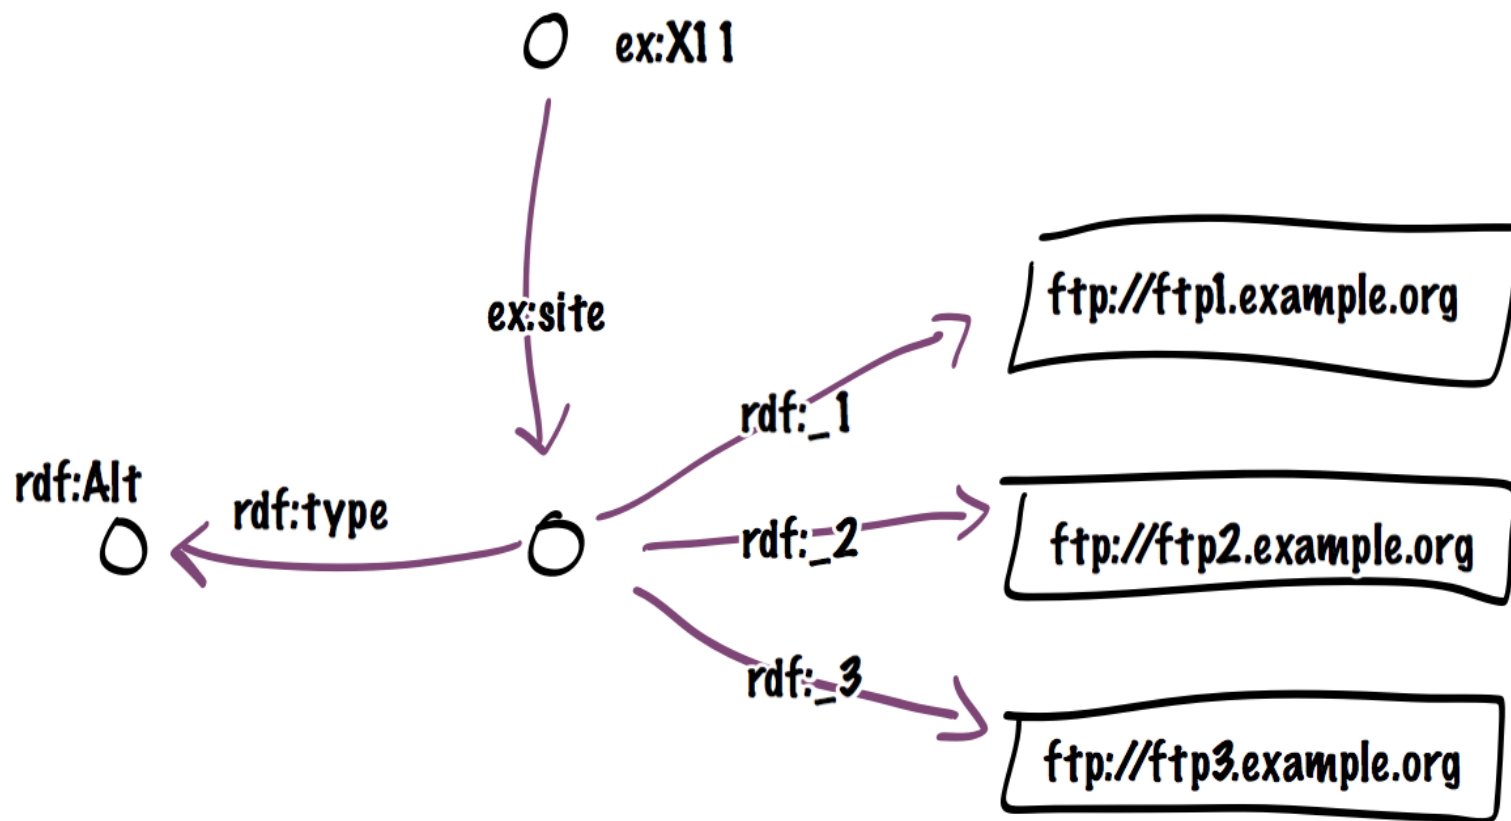 ex:X11
ex:site
ftp://ftp1.example.org
rdf:_1
rdf:Alt
rdf:type
rdf:_2
ftp://ftp2.example.org
rdf:_3
ftp://ftp3.example.org